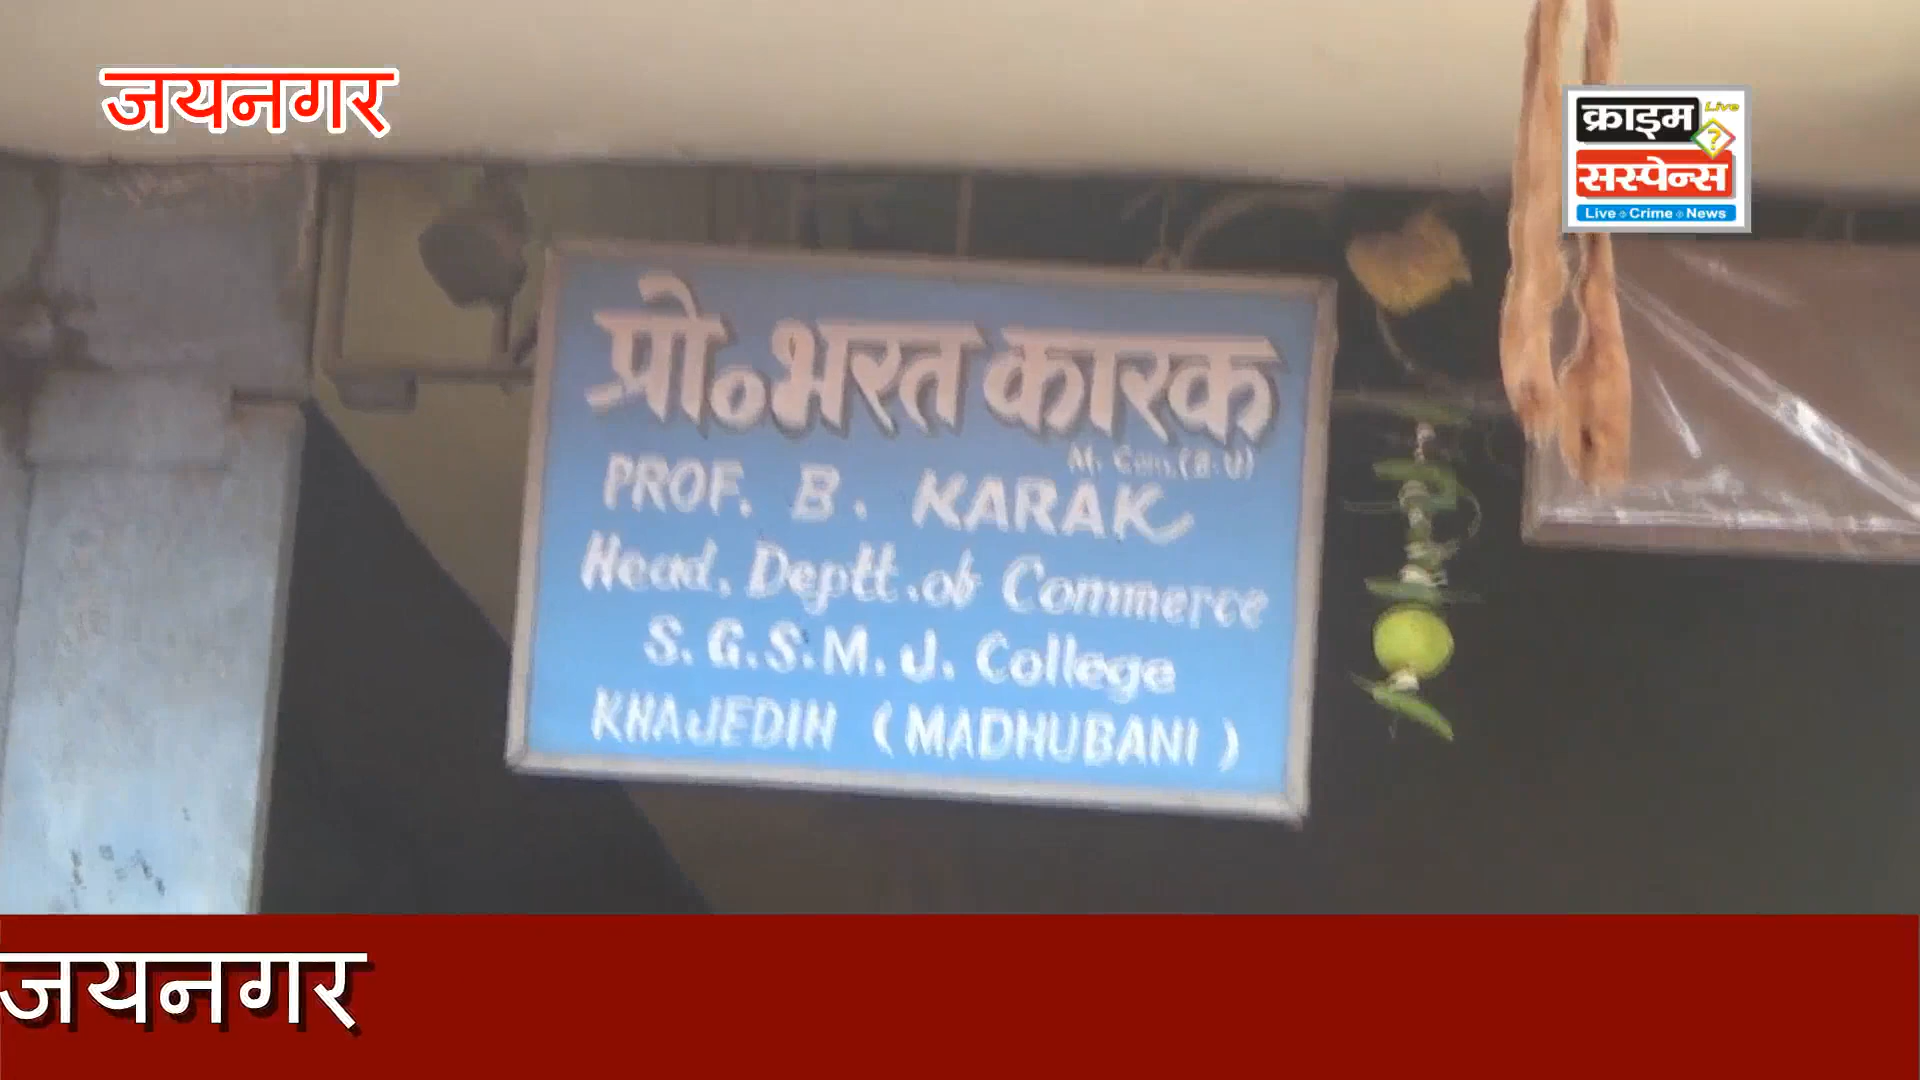 जयनगर
क्राइम Live
?
सस्पेन्स
Live Crime News
प्रो॰ भरत कारक
M. Com. (B.U)
PROF. B. KARAK
Head. Deptt. of Commerce
S. G. S. M. J. College
KHAJEDIH (MADHUBANI)
जयनगर